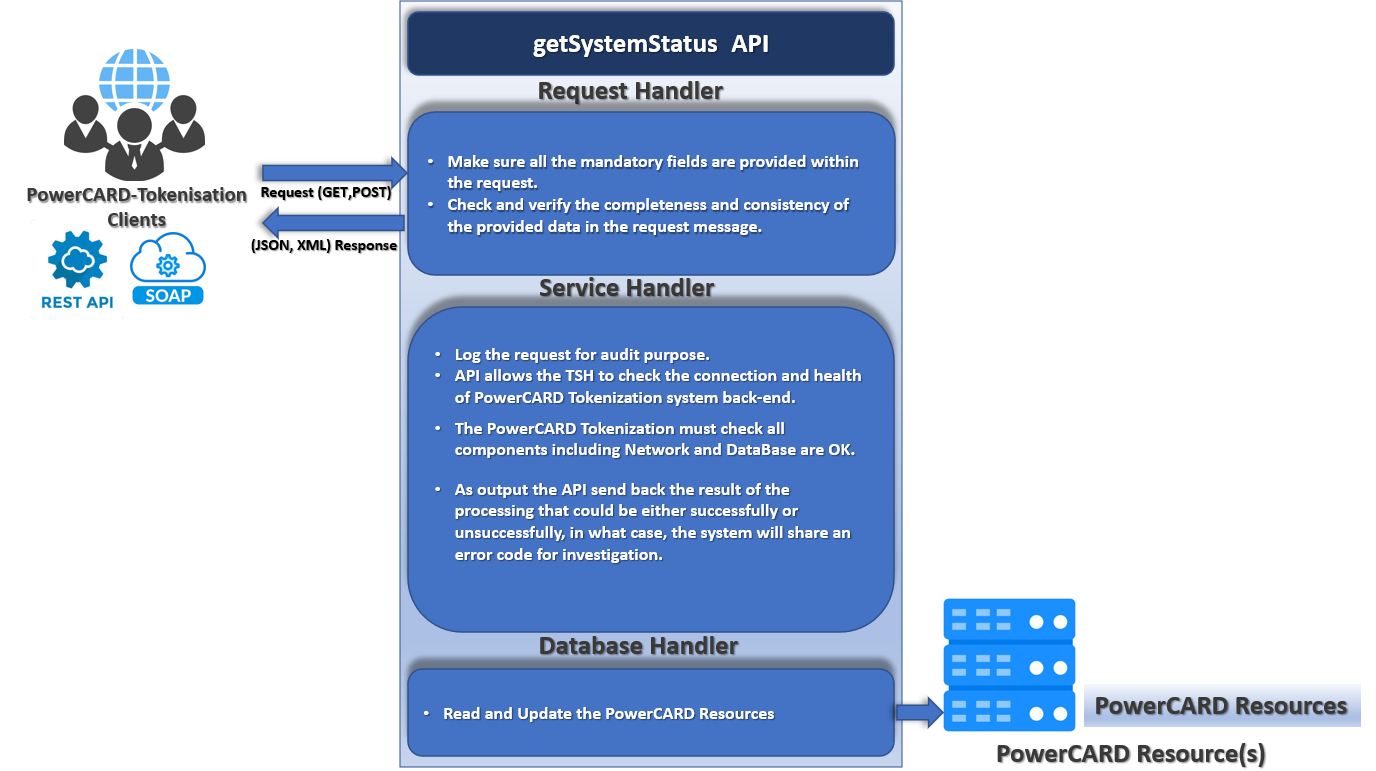 getSystemStatus API
Request Handler
• Make sure all the mandatory fields are provided within
the request.
• Check and verify the completeness and consistency of
the provided data in the request message.
PowerCARD-Tokenisation
Clients
REST API
SOAP
Request (GET,POST)
(JSON, XML) Response
Service Handler
• Log the request for audit purpose.
• API allows the TSH to check the connection and health
of PowerCARD Tokenization system back-end.
• The PowerCARD Tokenization must check all
components including Network and DataBase are OK.
• As output the API send back the result of the
processing that could be either successfully or
unsuccessfully, in what case, the system will share an
error code for investigation.
Database Handler
• Read and Update the PowerCARD Resources
PowerCARD Resources
PowerCARD Resource(s)